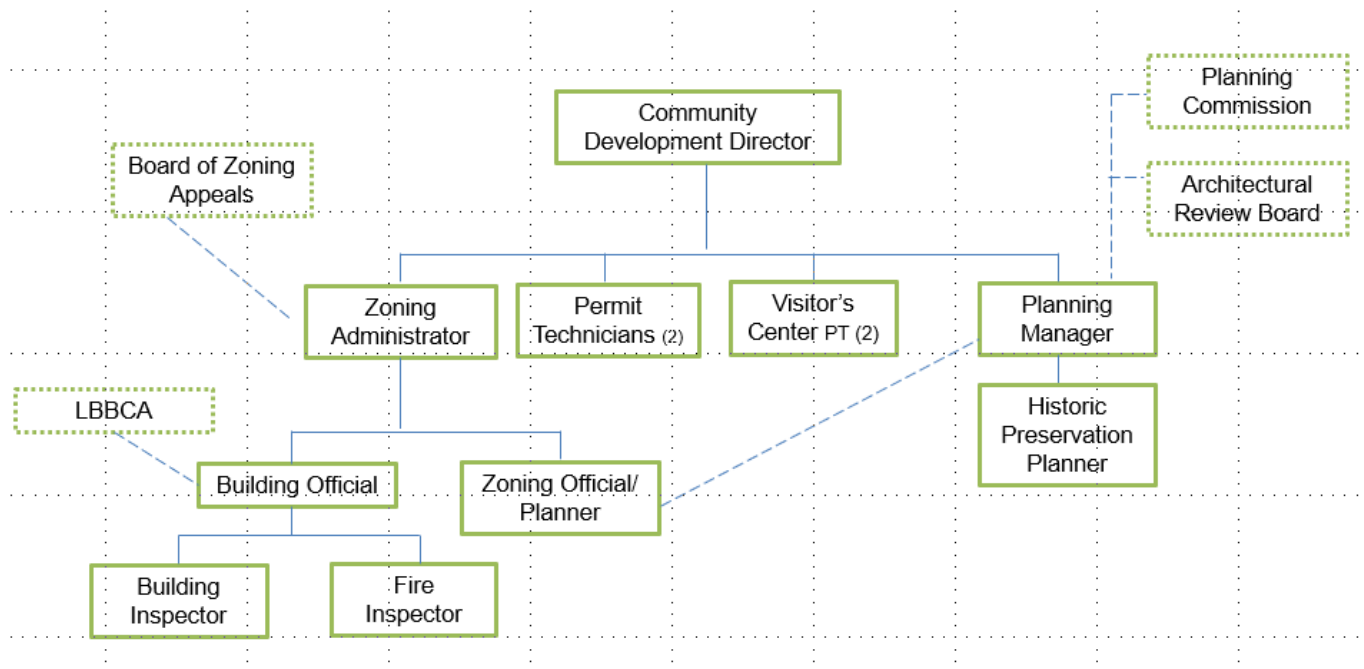 Planning
Commission
Community
Development Director
Board of Zoning
Appeals
Architectural
Review Board
Zoning
Administrator
Permit
Technicians (2)
Visitor’s
Center PT (2)
Planning
Manager
LBBCA
Historic
Preservation
Planner
Building Official
Zoning Official/
Planner
Building
Inspector
Fire
Inspector